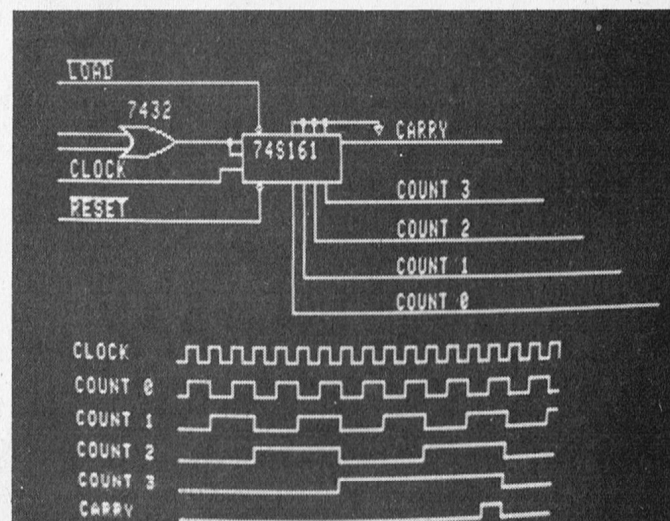 LOAD
7432
CARRY
74S161
CLOCK
RESET
COUNT 3
COUNT 2
COUNT 1
COUNT 0
CLOCK
COUNT 0
COUNT 1
COUNT 2
COUNT 3
CARRY